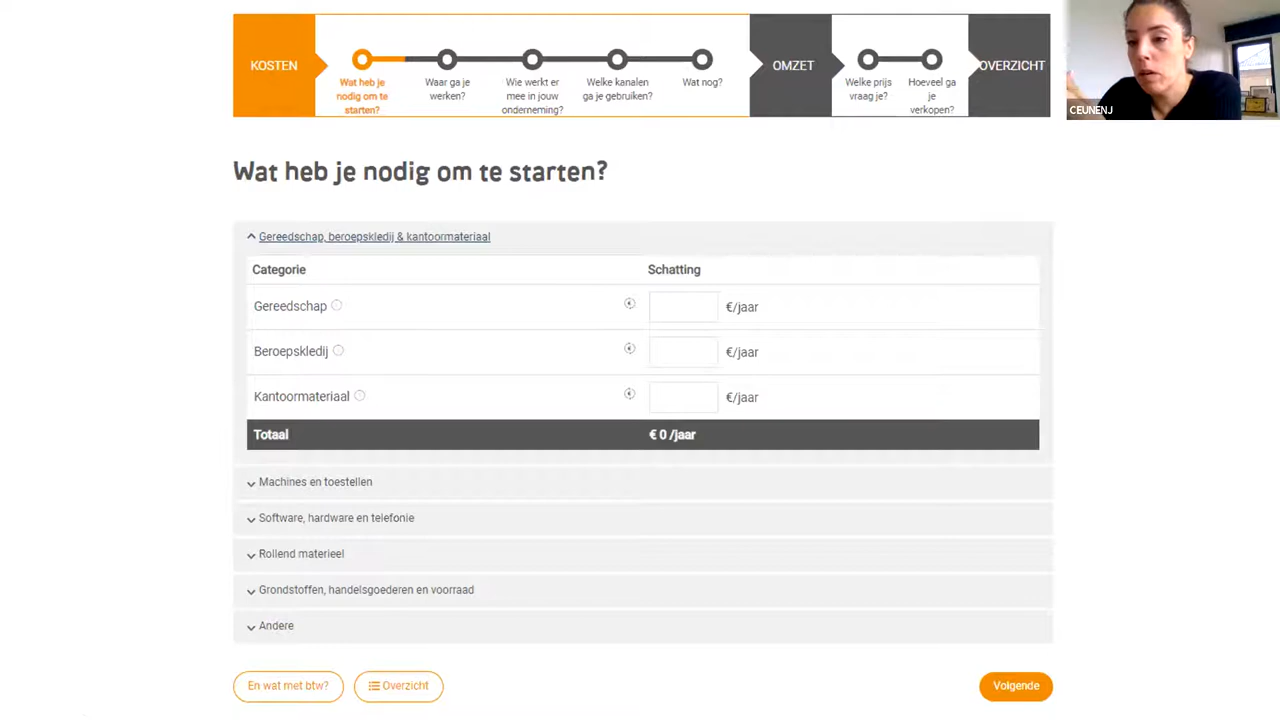 KOSTEN
Wat heb je
nodig om te
starten?
Waar ga je
werken?
Wie werkt er
mee in jouw
onderneming?
Welke kanalen
ga je gebruiken?
Wat nog?
OMZET
Welke prijs
vraag je?
Hoeveel ga
je
verkopen?
OVERZICHT
CEUNENJ
Wat heb je nodig om te starten?
Gereedschap, beroepskledij & kantoormateriaal
Categorie Schatting
Gereedschap €/jaar
Beroepskledij €/jaar
Kantoormateriaal €/jaar
Totaal € 0 /jaar
Machines en toestellen
Software, hardware en telefonie
Rollend materieel
Grondstoffen, handelsgoederen en voorraad
Andere
En wat met btw? Overzicht Volgende